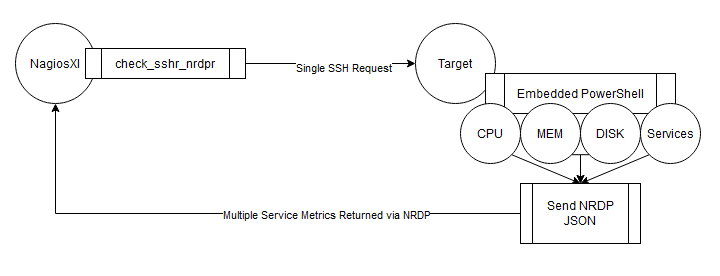 NagiosXI
check_sshr_nrdpr
Single SSH Request
Target
Embedded PowerShell
CPU
MEM
DISK
Services
Send NRDP
JSON
Multiple Service Metrics Returned via NRDP